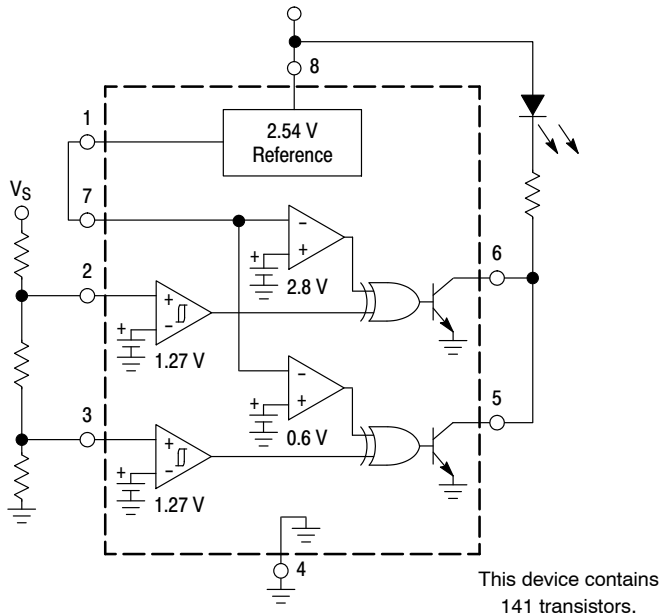 8
1
2.54 V
Reference
VS
7
−
+
+
2.8 V
6
2
+
−
+
1.27 V
−
+
+
0.6 V
5
3
+
−
+
1.27 V
4
This device contains
141 transistors.